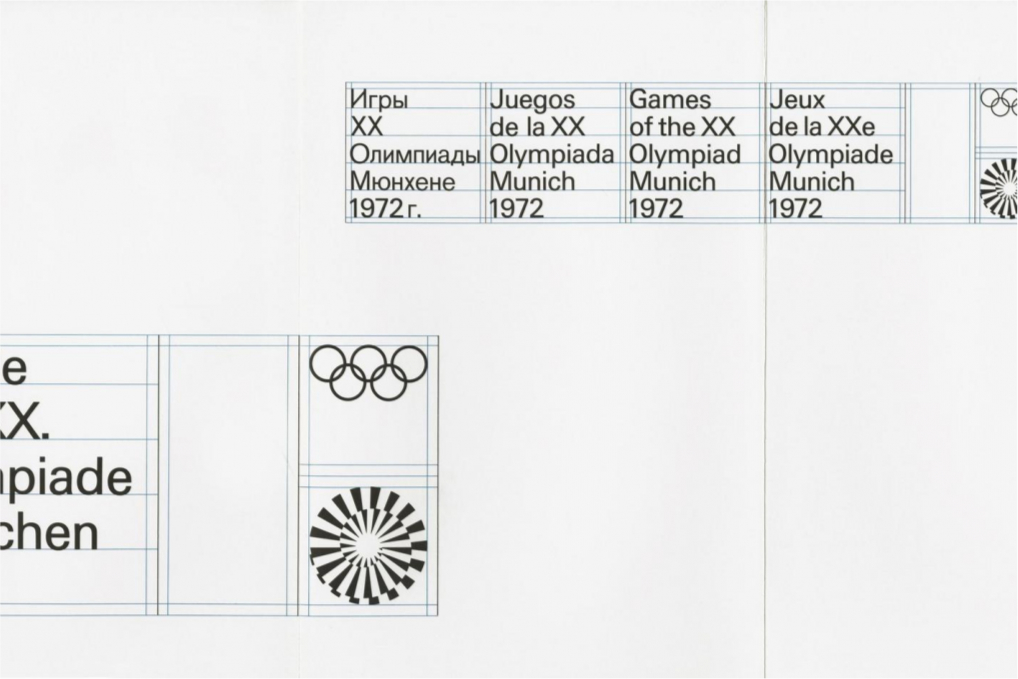 Игры
XX
Олимпиады
Мюнхене
1972 г.
Juegos
de la XX
Olympiada
Munich
1972
Games
of the XX
Olympiad
Munich
1972
Jeux
de la XXe
Olympiade
Munich
1972
e
XX.
mpiade
chen